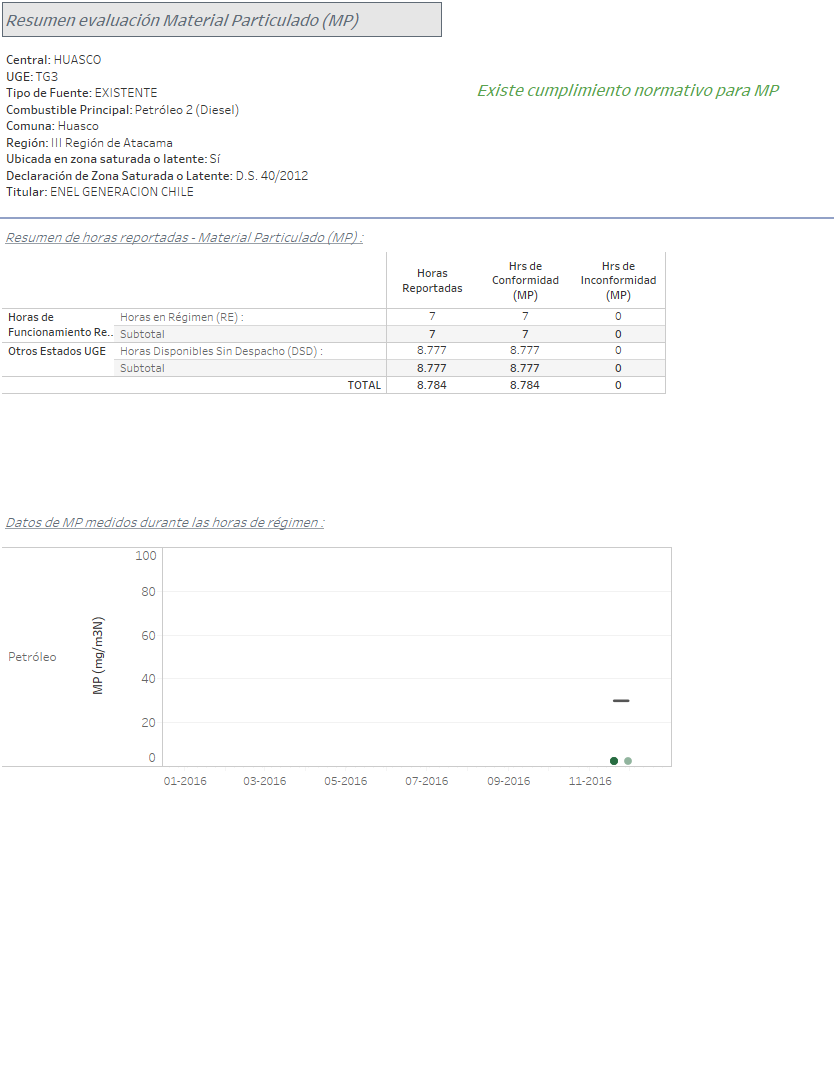 Resumen evaluación Material Particulado (MP)
Central: HUASCO
UGE: TG3
Tipo de Fuente: EXISTENTE
Combustible Principal: Petróleo 2 (Diesel)
Comuna: Huasco
Región: III Región de Atacama
Ubicada en zona saturada o latente: Sí
Declaración de Zona Saturada o Latente: D.S. 40/2012
Titular: ENEL GENERACION CHILE
Existe cumplimiento normativo para MP
Resumen de horas reportadas - Material Particulado (MP) :
Horas Reportadas
Hrs de Conformidad (MP)
Hrs de Inconformidad (MP)
Horas de Funcionamiento Re..
Horas en Régimen (RE) : 7 7 0
Subtotal 7 7 0
Otros Estados UGE
Horas Disponibles Sin Despacho (DSD) : 8.777 8.777 0
Subtotal 8.777 8.777 0
TOTAL 8.784 8.784 0
Datos de MP medidos durante las horas de régimen :
Petróleo
MP (mg/m3N)
100
80
60
40
20
0
01-2016 03-2016 05-2016 07-2016 09-2016 11-2016